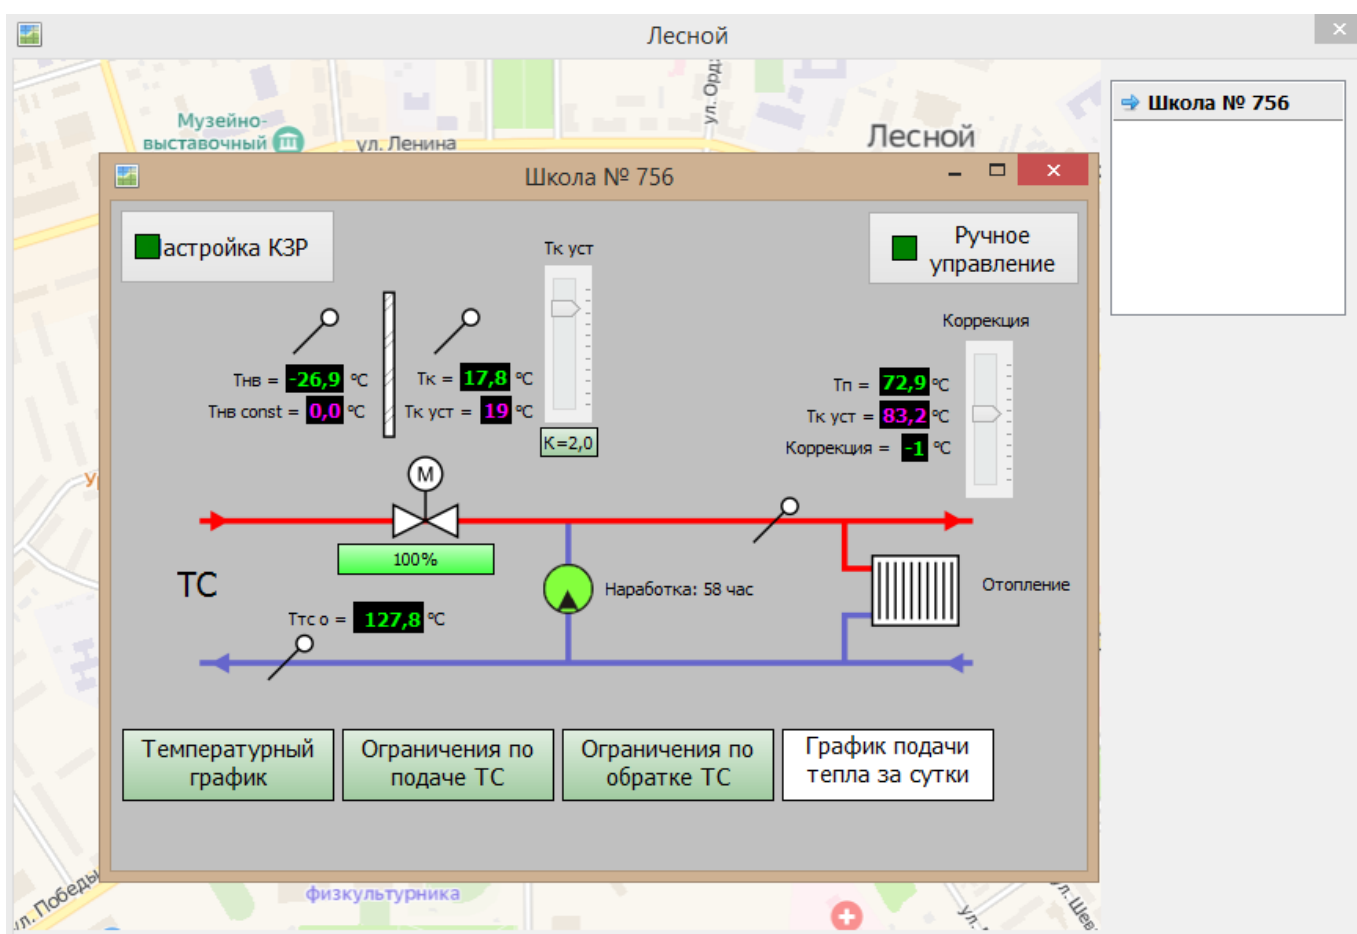 Лесной
ул. Орд:
Музейно-
выставочный
ул. Ленина
Лесной
Школа № 756
Школа № 756
астройка КЗР
Тк уст
Ручное
управление
Коррекция
Тнв = -26,9 °C
Тк = 17,8 °C
Тнв const = 0,0 °C
Тк уст = 19 °C
К=2,0
Тп = 72,9 °C
Тк уст = 83,2 °C
Коррекция = -1 °C
М
100%
ТС
Наработка: 58 час
Отопление
Ттс о = 127,8 °C
Температурный
график
Ограничения по
подаче ТС
Ограничения по
обратке ТС
График подачи
тепла за сутки
физкультурника
ул. Победы
ул. Шев